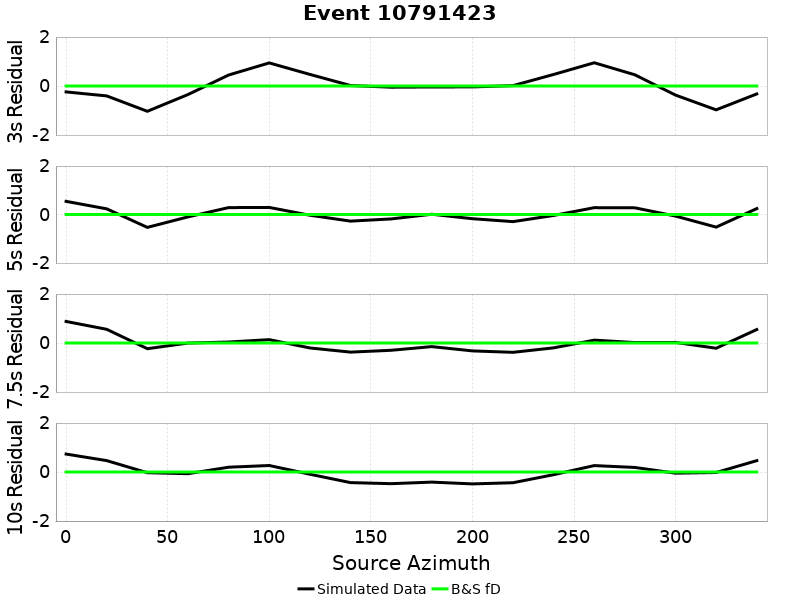 Event 10791423
3s Residual
2
0
-2
5s Residual
2
0
-2
7.5s Residual
2
0
-2
10s Residual
2
0
-2
0 50 100 150 200 250 300
Source Azimuth
Simulated Data B&S fD